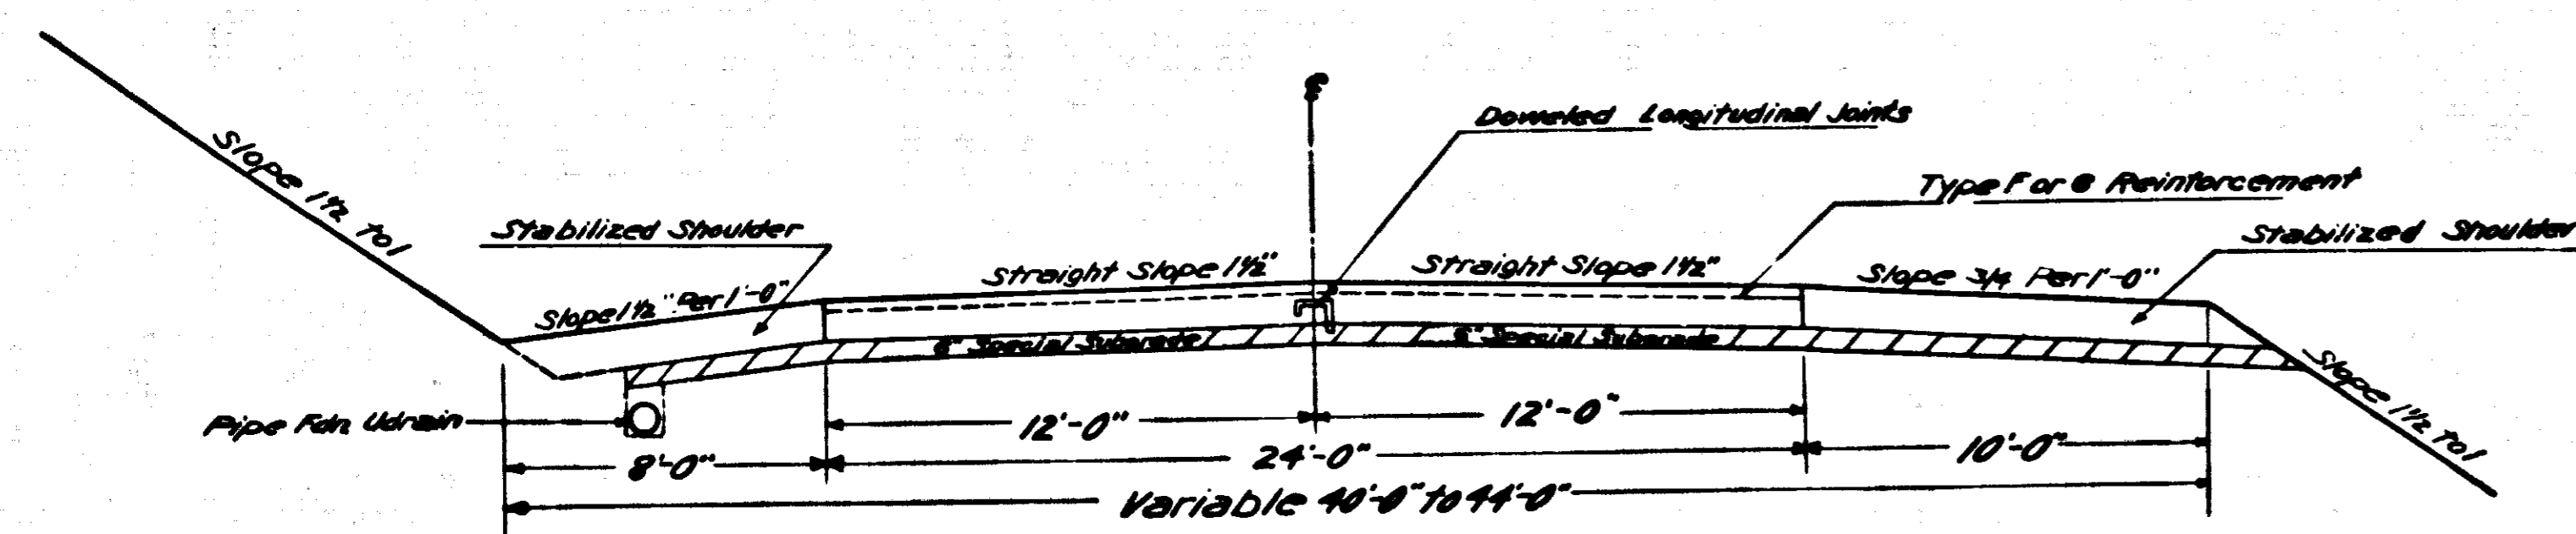 ℄
Doweled Longitudinal Joints
Type F or G Reinforcement
Slope 1½ to 1
Stabilized Shoulder
Stabilized Shoulder
Straight Slope 1½"
Straight Slope 1½"
Slope 3/4 Per 1'-0"
Slope 1½" Per 1'-0"
6" Special Subgrade
6" Special Subgrade
Slope 1½ to 1
Pipe Fdn Udrain
12'-0"
12'-0"
8'-0"
24'-0"
10'-0"
Variable 40'-0" to 44'-0"